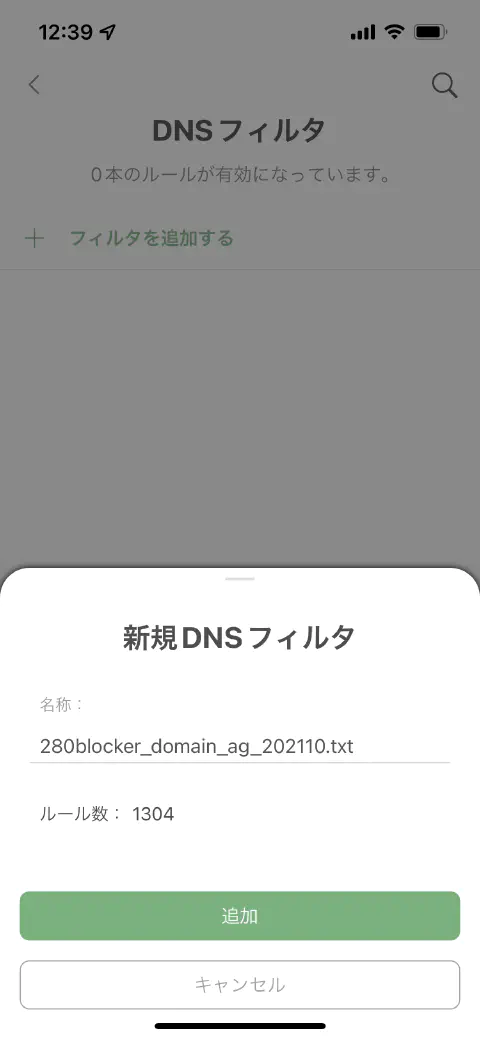 12:39
DNSフィルタ
0本のルールが有効になっています。
フィルタを追加する
新規DNSフィルタ
名称：
280blocker_domain_ag_202110.txt
ルール数： 1304
追加
キャンセル